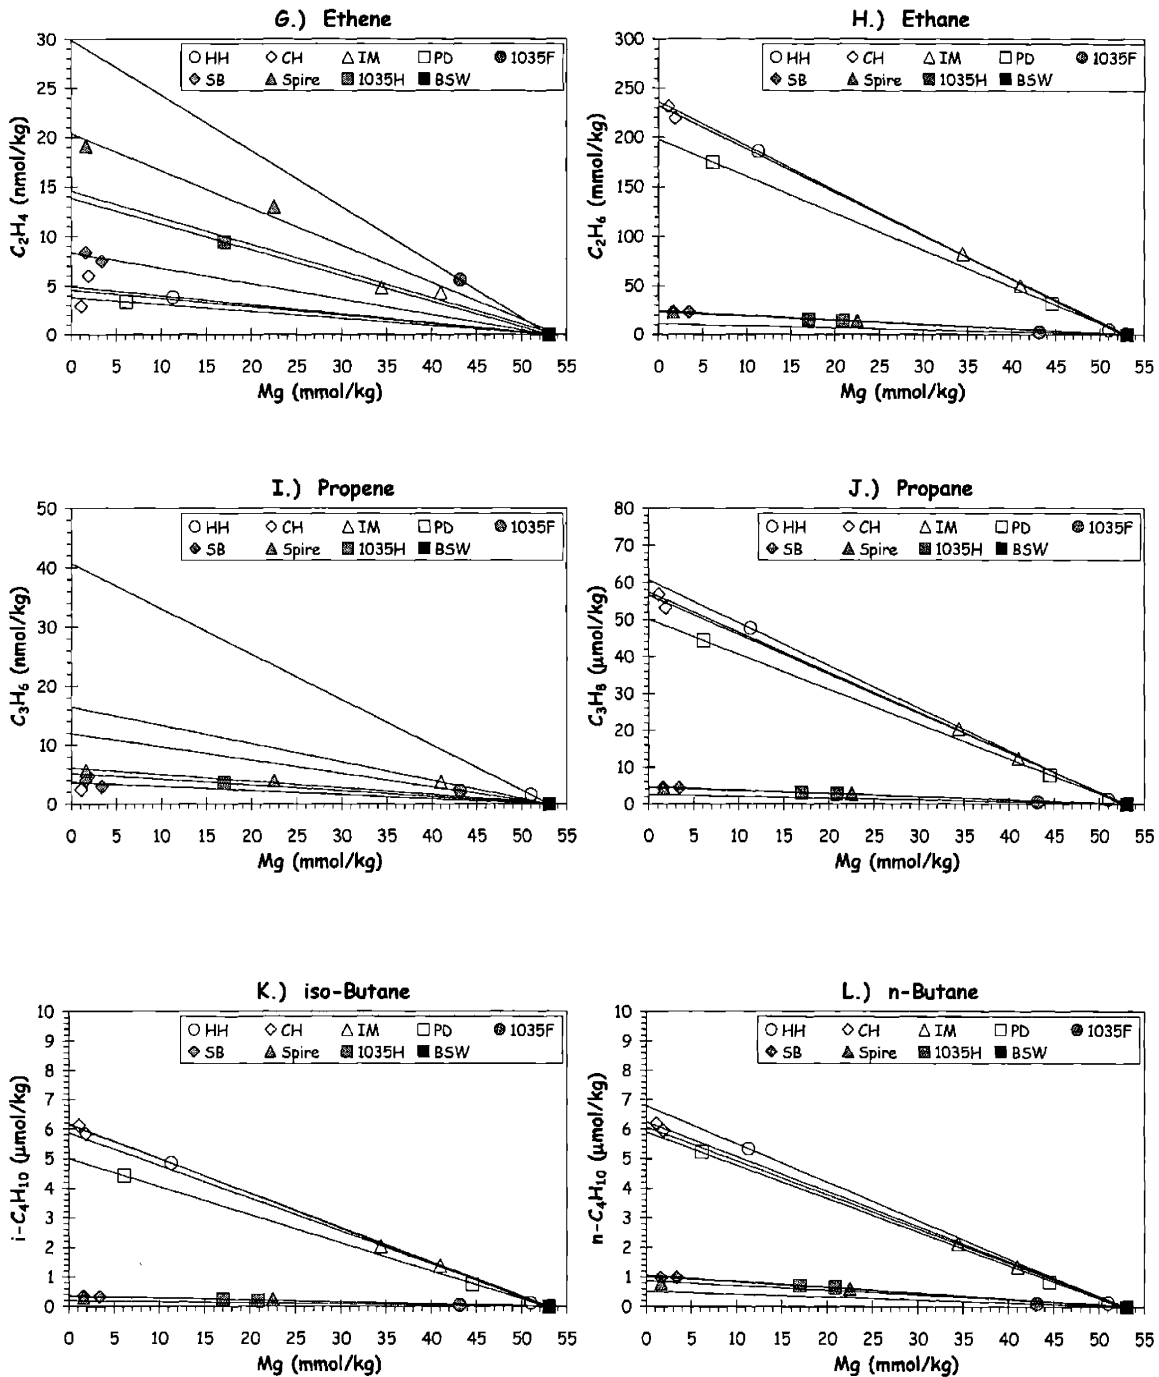 G.) Ethene
HH CH IM PD 1035F
SB Spire 1035H BSW
30
25
20
15
10
5
0
C2H4 (nmol/kg)
0 5 10 15 20 25 30 35 40 45 50 55
Mg (mmol/kg)
H.) Ethane
HH CH IM PD 1035F
SB Spire 1035H BSW
300
250
200
150
100
50
0
C2H6 (mmol/kg)
0 5 10 15 20 25 30 35 40 45 50 55
Mg (mmol/kg)
I.) Propene
HH CH IM PD 1035F
SB Spire 1035H BSW
50
40
30
20
10
0
C3H6 (nmol/kg)
0 5 10 15 20 25 30 35 40 45 50 55
Mg (mmol/kg)
J.) Propane
HH CH IM PD 1035F
SB Spire 1035H BSW
80
70
60
50
40
30
20
10
0
C3H8 (μmol/kg)
0 5 10 15 20 25 30 35 40 45 50 55
Mg (mmol/kg)
K.) iso-Butane
HH CH IM PD 1035F
SB Spire 1035H BSW
10
9
8
7
6
5
4
3
2
1
0
i-C4H10 (μmol/kg)
0 5 10 15 20 25 30 35 40 45 50 55
Mg (mmol/kg)
L.) n-Butane
HH CH IM PD 1035F
SB Spire 1035H BSW
10
9
8
7
6
5
4
3
2
1
0
n-C4H10 (μmol/kg)
0 5 10 15 20 25 30 35 40 45 50 55
Mg (mmol/kg)